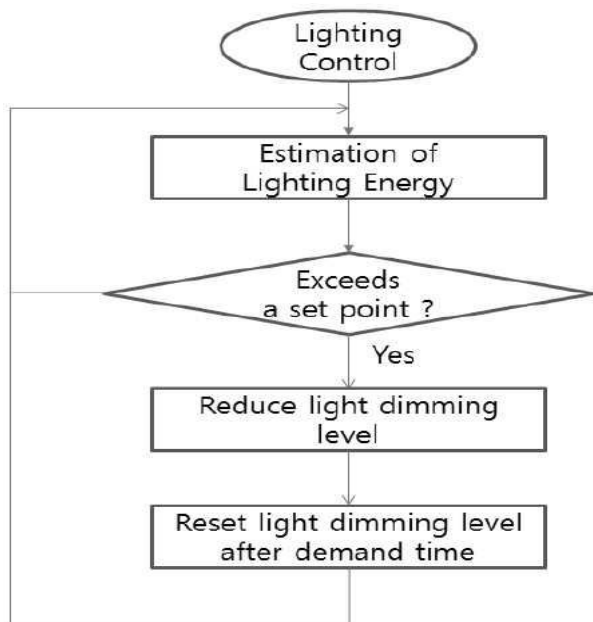 Lighting
Control
Estimation of
Lighting Energy
Exceeds
a set point ?
Yes
Reduce light dimming
level
Reset light dimming level
after demand time